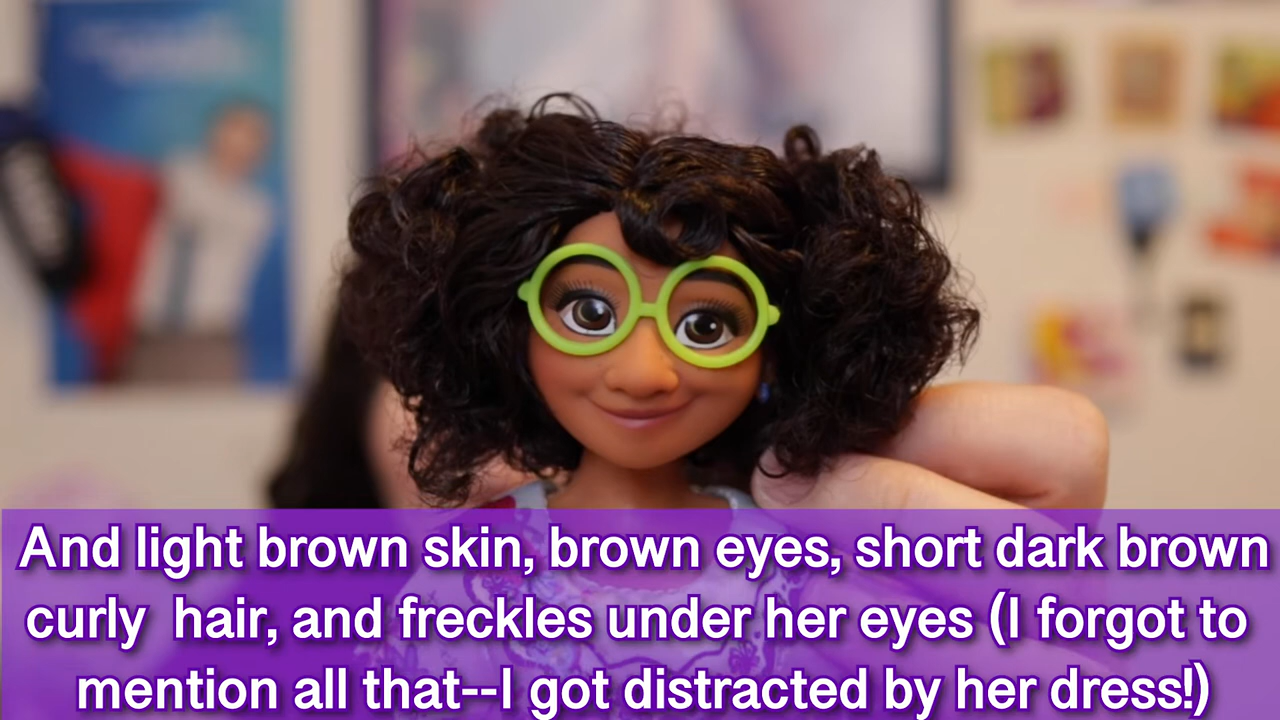 And light brown skin, brown eyes, short dark brown
curly  hair, and freckles under her eyes (I forgot to
mention all that--I got distracted by her dress!)